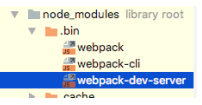 node_modules library root
.bin
webpack
webpack-cli
webpack-dev-server
.cache